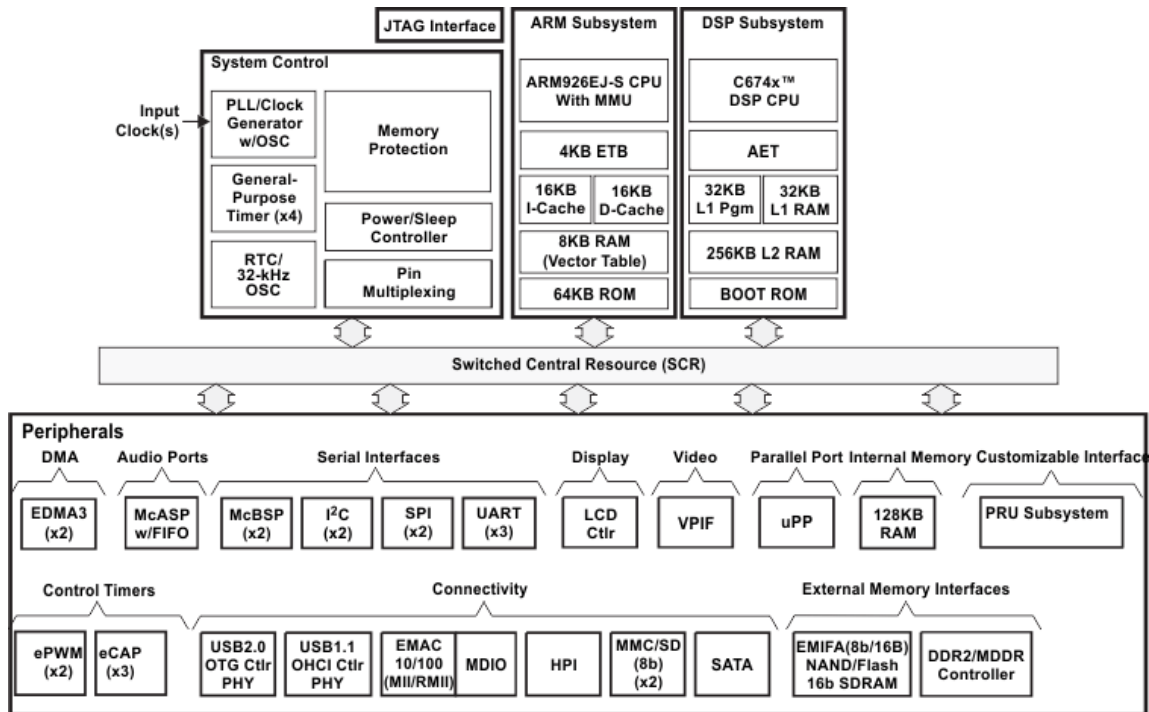 JTAG Interface
System Control
Input
Clock(s)
PLL/Clock
Generator
w/OSC
General-
Purpose
Timer (x4)
RTC/
32-kHz
OSC
Memory
Protection
Power/Sleep
Controller
Pin
Multiplexing
ARM Subsystem
ARM926EJ-S CPU
With MMU
4KB ETB
16KB
I-Cache
16KB
D-Cache
8KB RAM
(Vector Table)
64KB ROM
DSP Subsystem
C674x™
DSP CPU
AET
32KB
L1 Pgm
32KB
L1 RAM
256KB L2 RAM
BOOT ROM
Switched Central Resource (SCR)
Peripherals
DMA
EDMA3
(x2)
Audio Ports
McASP
w/FIFO
Serial Interfaces
McBSP
(x2)
I²C
(x2)
SPI
(x2)
UART
(x3)
Display
LCD
Ctlr
Video
VPIF
Parallel Port
uPP
Internal Memory
128KB
RAM
Customizable Interface
PRU Subsystem
Control Timers
ePWM
(x2)
eCAP
(x3)
Connectivity
USB2.0
OTG Ctlr
PHY
USB1.1
OHCI Ctlr
PHY
EMAC
10/100
(MII/RMII)
MDIO
HPI
MMC/SD
(8b)
(x2)
SATA
External Memory Interfaces
EMIFA(8b/16B)
NAND/Flash
16b SDRAM
DDR2/MDDR
Controller